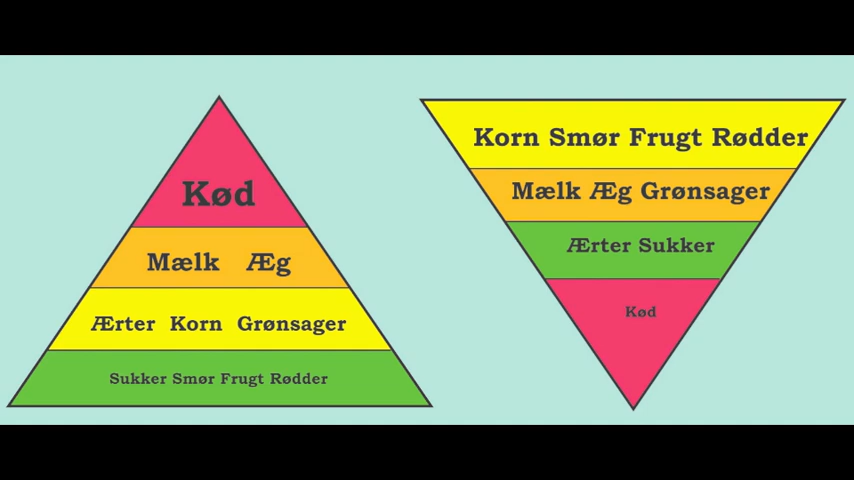 Kød
Mælk Æg
Ærter Korn Grønsager
Sukker Smør Frugt Rødder
Korn Smør Frugt Rødder
Mælk Æg Grønsager
Ærter Sukker
Kød